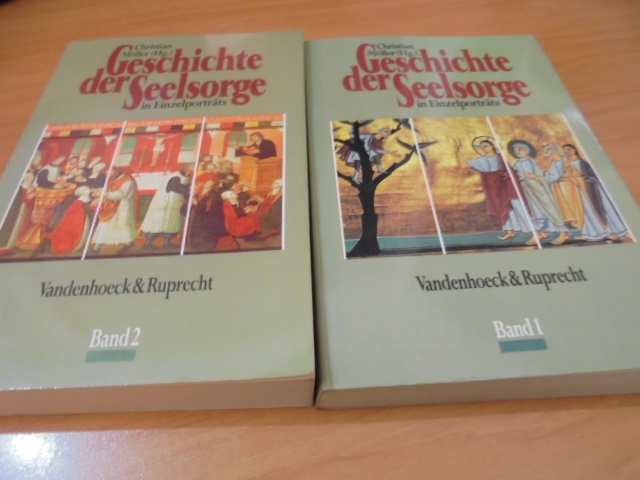 Christian
Möller (Hg.)
Geschichte
der Seelsorge
in Einzelporträts
Vandenhoeck & Ruprecht
Band 2
Christian
Möller (Hg.)
Geschichte
der Seelsorge
in Einzelporträts
Vandenhoeck & Ruprecht
Band 1